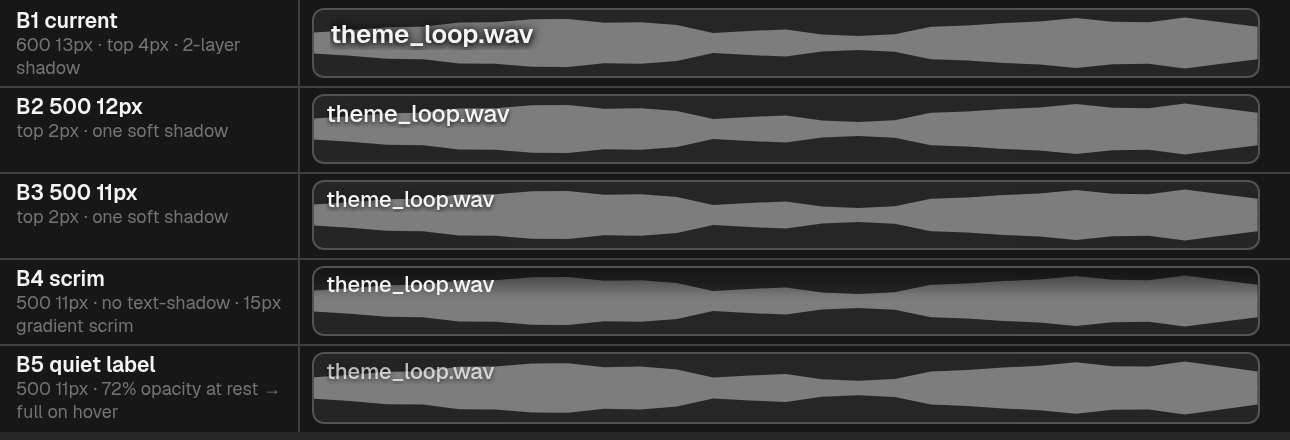 B1 current
600 13px · top 4px · 2-layer
shadow
theme_loop.wav
B2 500 12px
top 2px · one soft shadow
theme_loop.wav
B3 500 11px
top 2px · one soft shadow
theme_loop.wav
B4 scrim
500 11px · no text-shadow · 15px
gradient scrim
theme_loop.wav
B5 quiet label
500 11px · 72% opacity at rest →
full on hover
theme_loop.wav